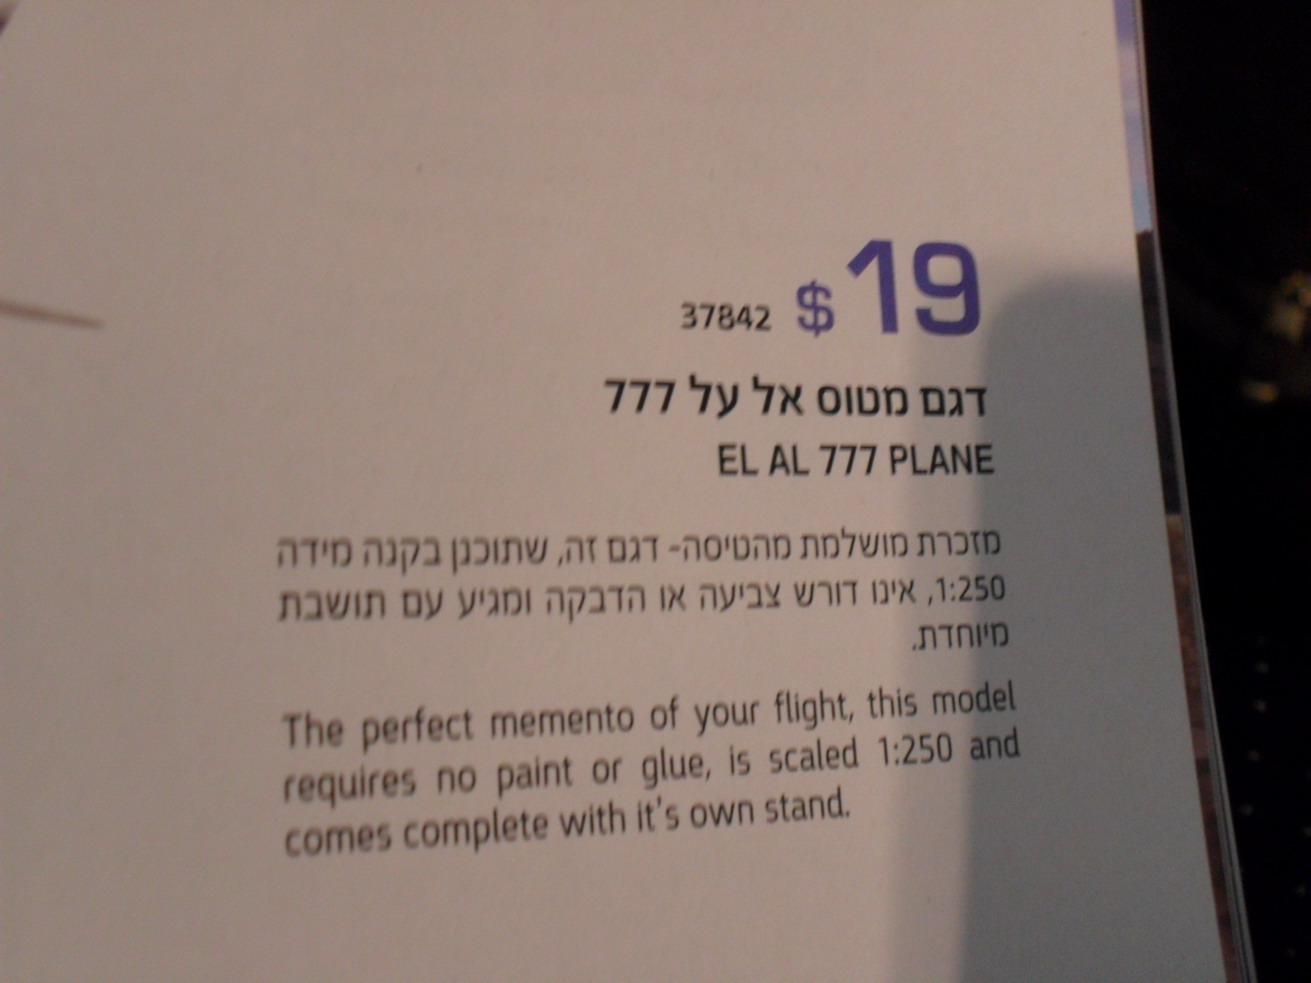 37842 $19
דגם מטוס אל על 777
EL AL 777 PLANE
מזכרת מושלמת מהטיסה- דגם זה, שתוכנן בקנה מידה
1:250, אינו דורש צביעה או הדבקה ומגיע עם תושבת
מיוחדת.
The perfect memento of your flight, this model
requires no paint or glue, is scaled 1:250 and
comes complete with it's own stand.